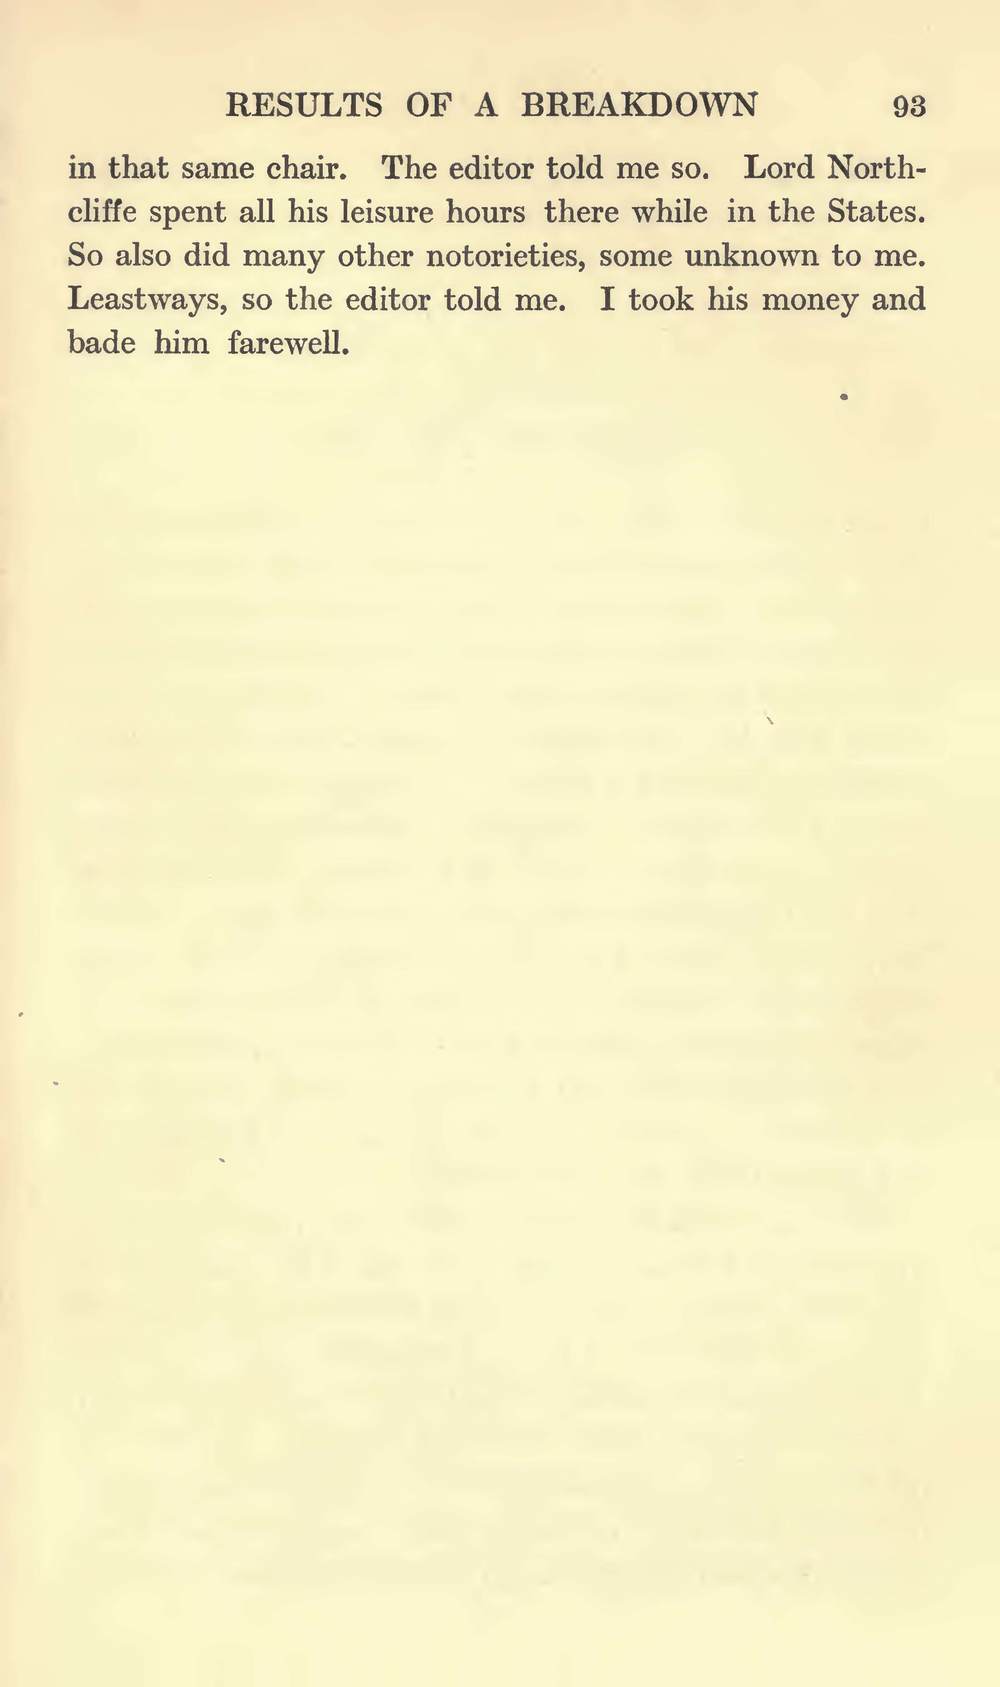 RESULTS OF A BREAKDOWN 93
in that same chair. The editor told me so. Lord North-
cliffe spent all his leisure hours there while in the States.
So also did many other notorieties, some unknown to me.
Leastways, so the editor told me. I took his money and
bade him farewell.